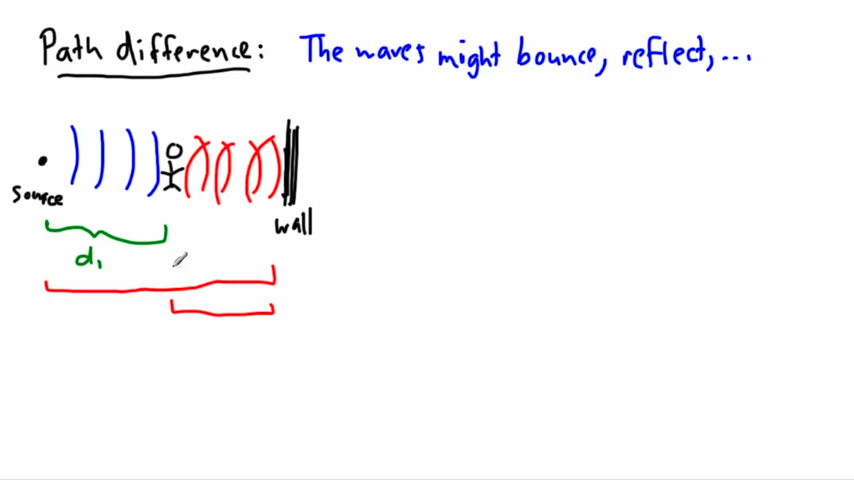 Path difference: The waves might bounce, reflect, ...
source
wall
d₁